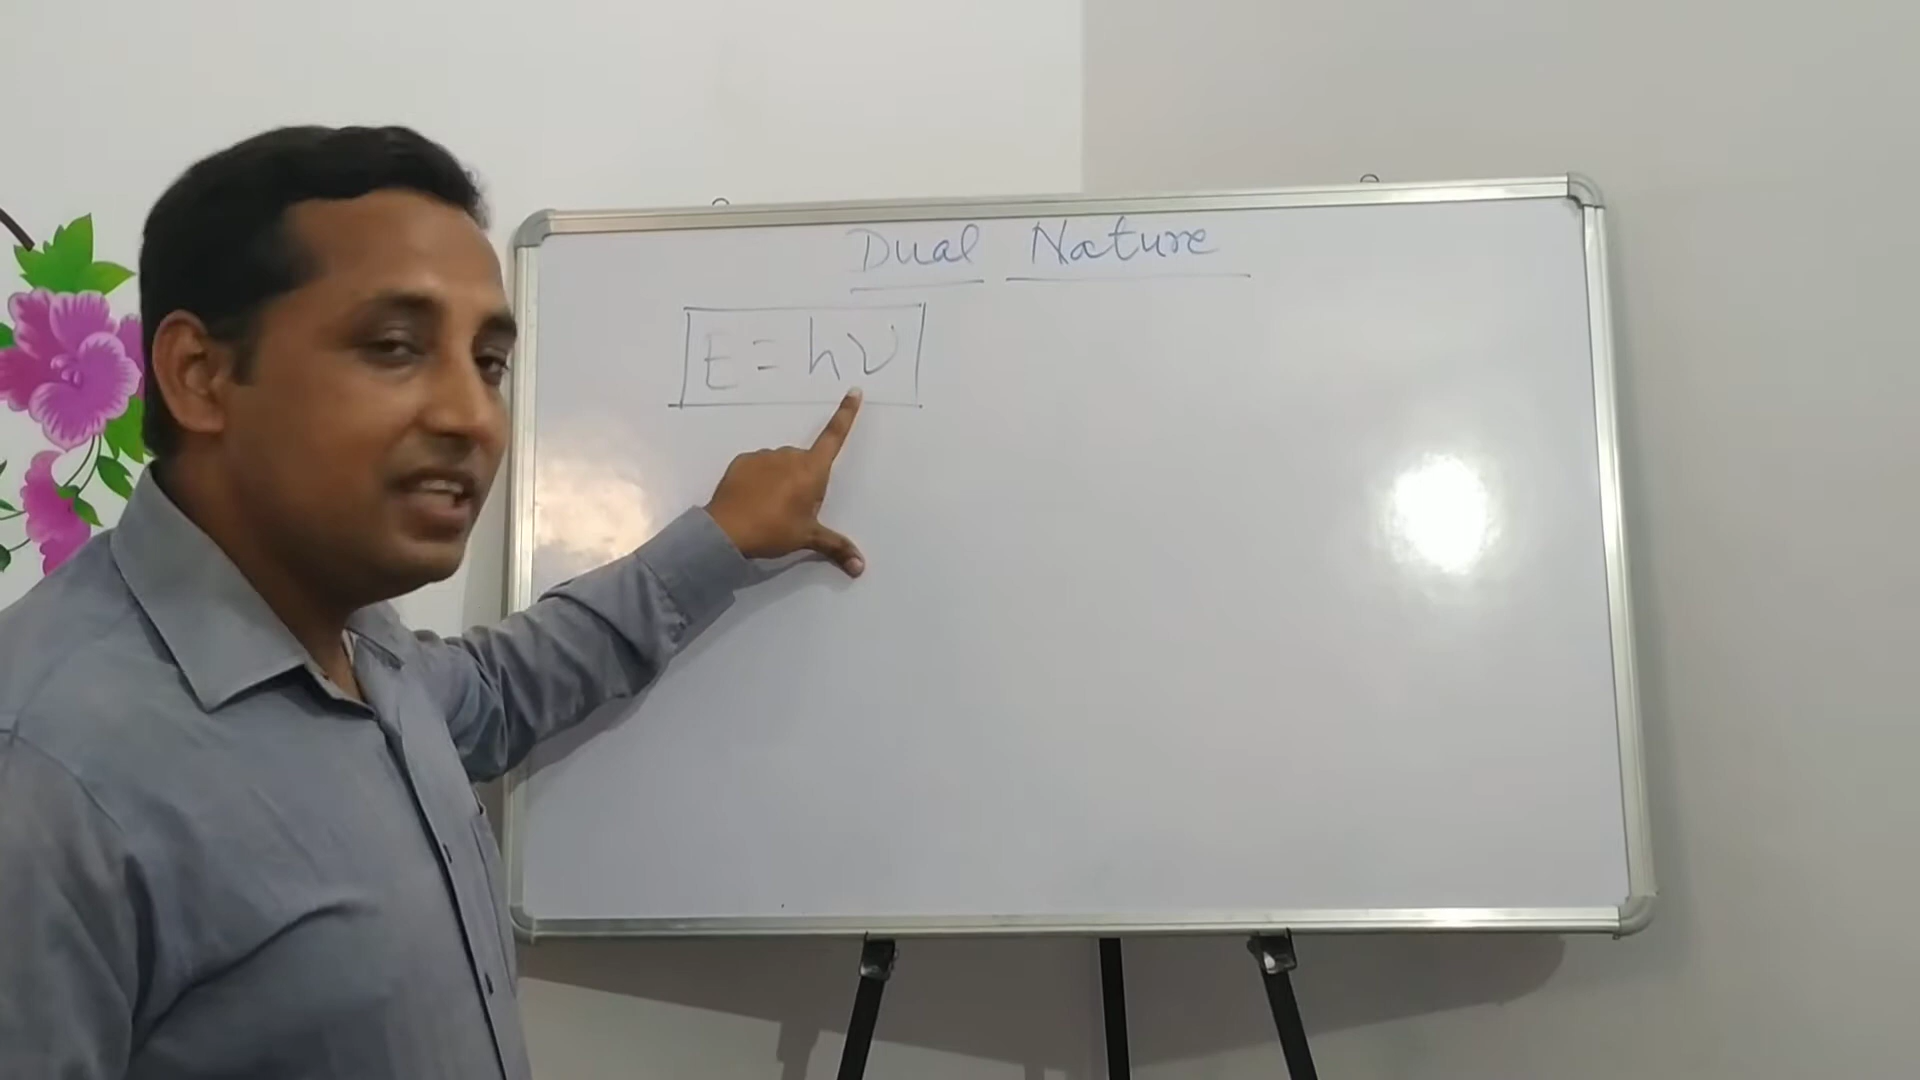 Dual Nature
E = hν